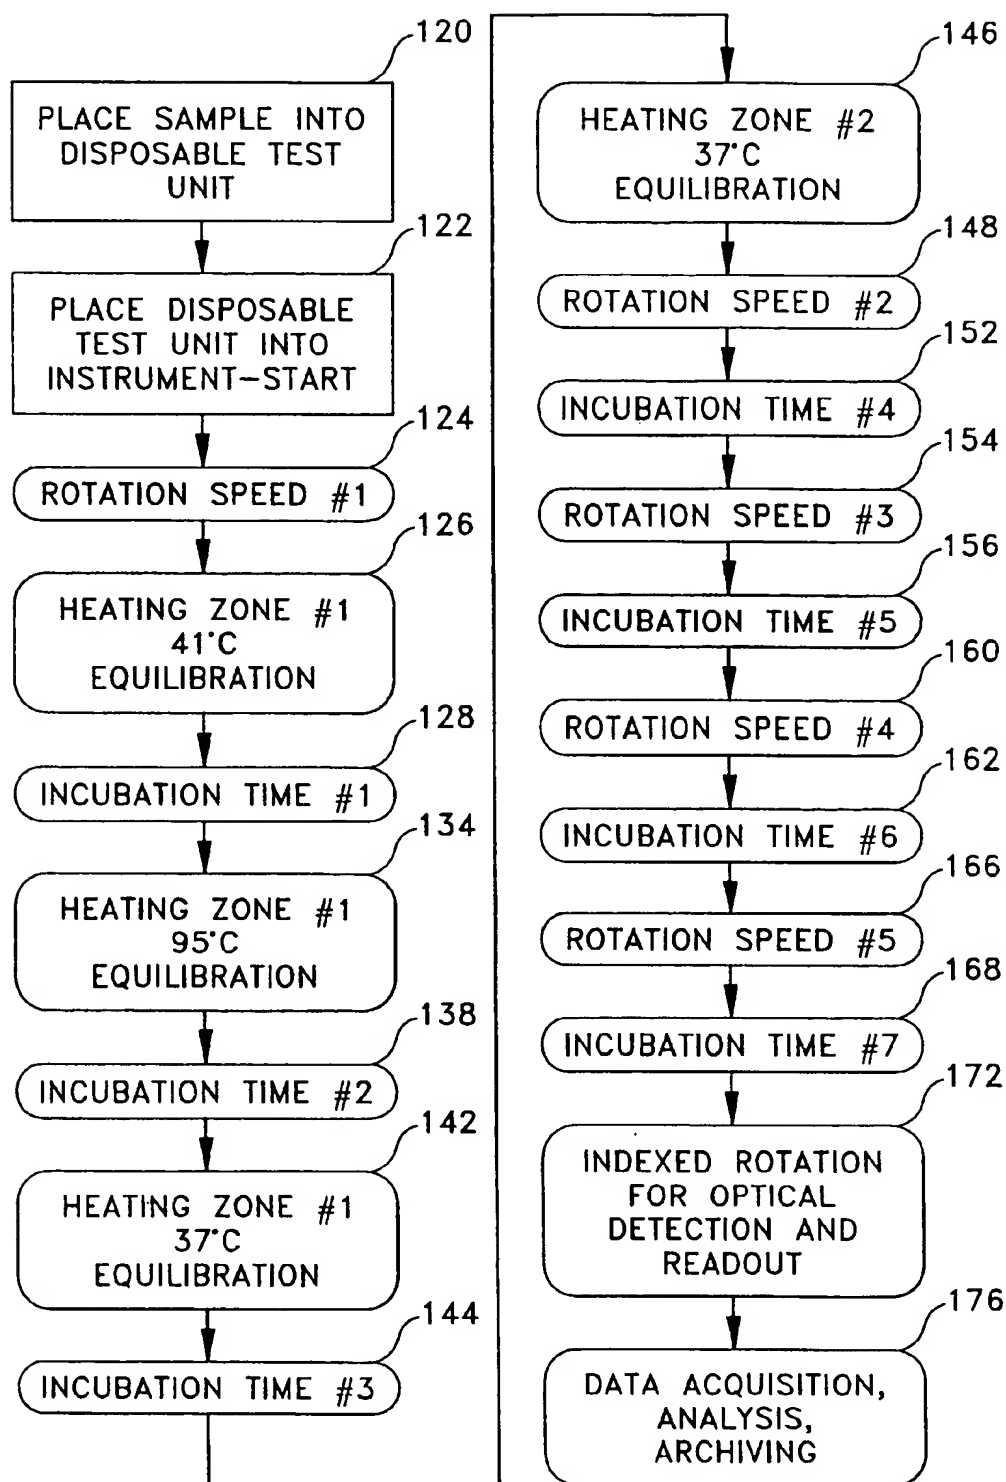 120
PLACE SAMPLE INTO
DISPOSABLE TEST
UNIT
122
PLACE DISPOSABLE
TEST UNIT INTO
INSTRUMENT-START
124
ROTATION SPEED #1
126
HEATING ZONE #1
41°C
EQUILIBRATION
128
INCUBATION TIME #1
134
HEATING ZONE #1
95°C
EQUILIBRATION
138
INCUBATION TIME #2
142
HEATING ZONE #1
37°C
EQUILIBRATION
144
INCUBATION TIME #3
146
HEATING ZONE #2
37°C
EQUILIBRATION
148
ROTATION SPEED #2
152
INCUBATION TIME #4
154
ROTATION SPEED #3
156
INCUBATION TIME #5
160
ROTATION SPEED #4
162
INCUBATION TIME #6
166
ROTATION SPEED #5
168
INCUBATION TIME #7
172
INDEXED ROTATION
FOR OPTICAL
DETECTION AND
READOUT
176
DATA ACQUISITION,
ANALYSIS,
ARCHIVING